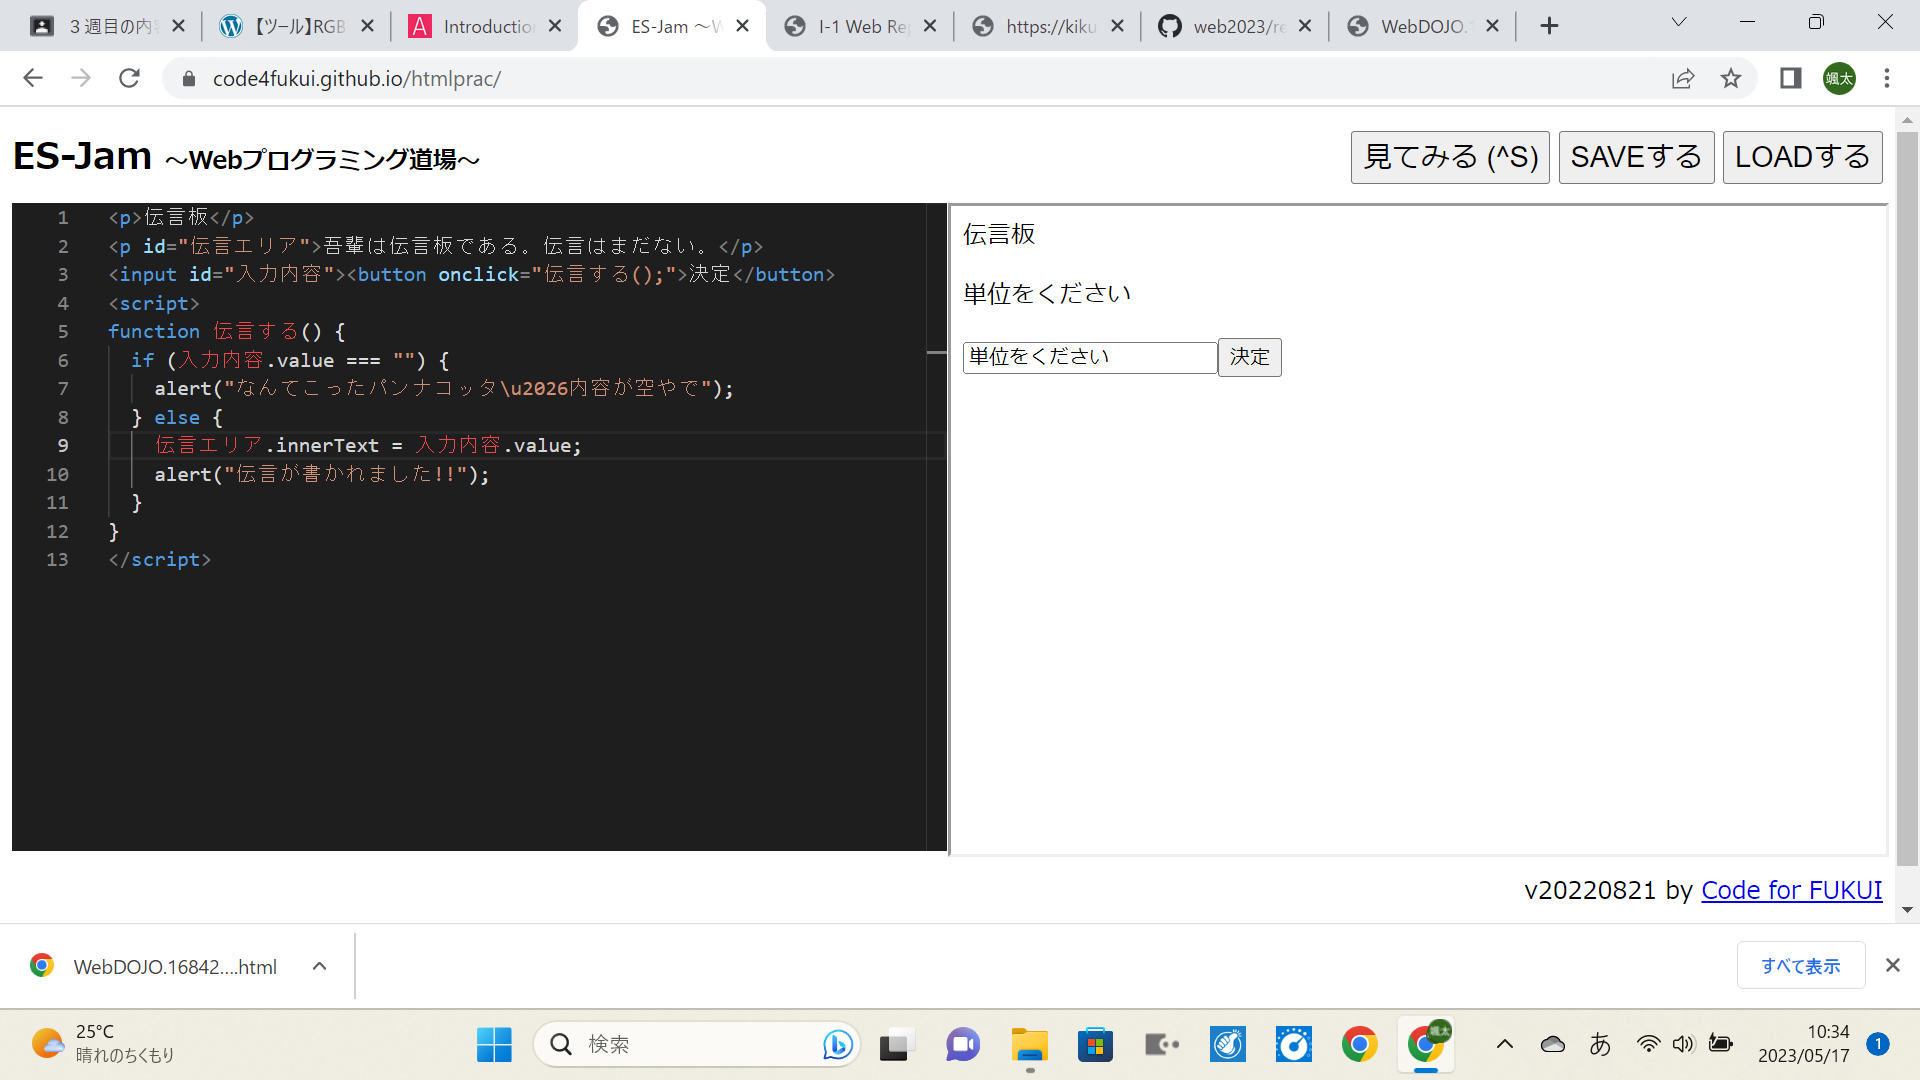 3週目の内容
【ツール】RGB
Introduction
ES-Jam ～W
I-1 Web Rep
https://kiku
web2023/re
WebDOJO.1
code4fukui.github.io/htmlprac/
颯太
ES-Jam ～Webプログラミング道場～
見てみる (^S)
SAVEする
LOADする
1 <p>伝言板</p>
2 <p id="伝言エリア">吾輩は伝言板である。伝言はまだない。</p>
3 <input id="入力内容"><button onclick="伝言する();">決定</button>
4 <script>
5 function 伝言する() {
6 if (入力内容.value === "") {
7 alert("なんてこったパンナコッタ\u2026内容が空やで");
8 } else {
9 伝言エリア.innerText = 入力内容.value;
10 alert("伝言が書かれました!!");
11 }
12 }
13 </script>
伝言板
単位をください
単位をください 決定
v20220821 by Code for FUKUI
WebDOJO.16842....html
すべて表示
25°C
晴れのちくもり
検索
颯太
あ
10:34
2023/05/17
1